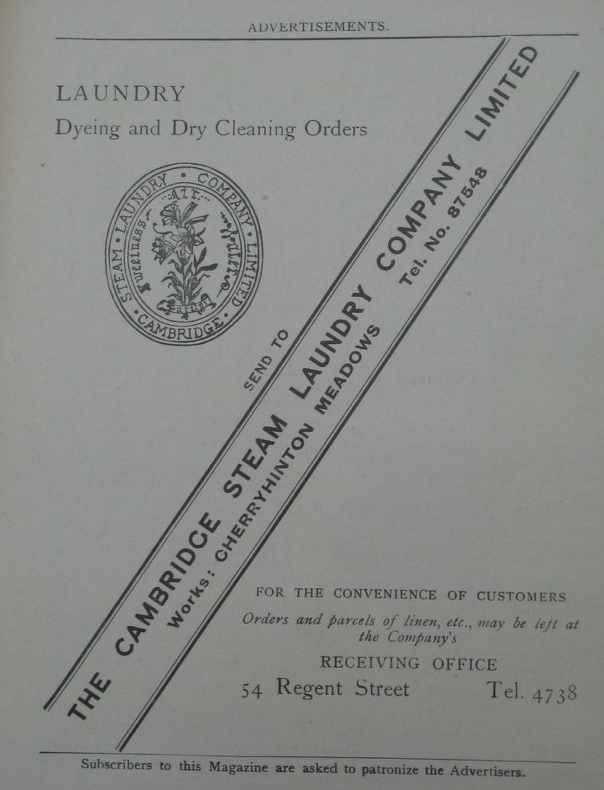 ADVERTISEMENTS.
LAUNDRY
Dyeing and Dry Cleaning Orders
STEAM • LAUNDRY • COMPANY • LIMITED
• CAMBRIDGE •
Air
Sweetness
Water
SEND TO
THE CAMBRIDGE STEAM LAUNDRY COMPANY LIMITED
Works: CHERRYHINTON MEADOWS Tel. No. 87548
FOR THE CONVENIENCE OF CUSTOMERS
Orders and parcels of linen, etc., may be left at
the Company's
RECEIVING OFFICE
54 Regent Street Tel. 4738
Subscribers to this Magazine are asked to patronize the Advertisers.